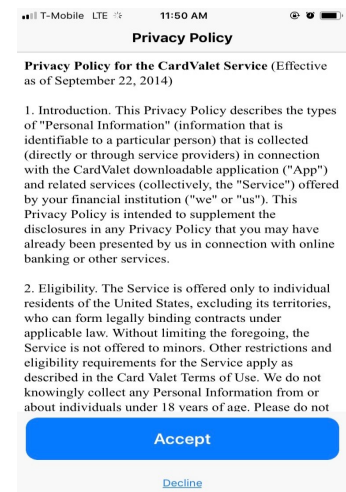 T-Mobile LTE 11:50 AM
Privacy Policy
Privacy Policy for the CardValet Service (Effective
as of September 22, 2014)
1. Introduction. This Privacy Policy describes the types
of "Personal Information" (information that is
identifiable to a particular person) that is collected
(directly or through service providers) in connection
with the CardValet downloadable application ("App")
and related services (collectively, the "Service") offered
by your financial institution ("we" or "us"). This
Privacy Policy is intended to supplement the
disclosures in any Privacy Policy that you may have
already been presented by us in connection with online
banking or other services.
2. Eligibility. The Service is offered only to individual
residents of the United States, excluding its territories,
who can form legally binding contracts under
applicable law. Without limiting the foregoing, the
Service is not offered to minors. Other restrictions and
eligibility requirements for the Service apply as
described in the Card Valet Terms of Use. We do not
knowingly collect any Personal Information from or
about individuals under 18 years of age. Please do not
Accept
Decline